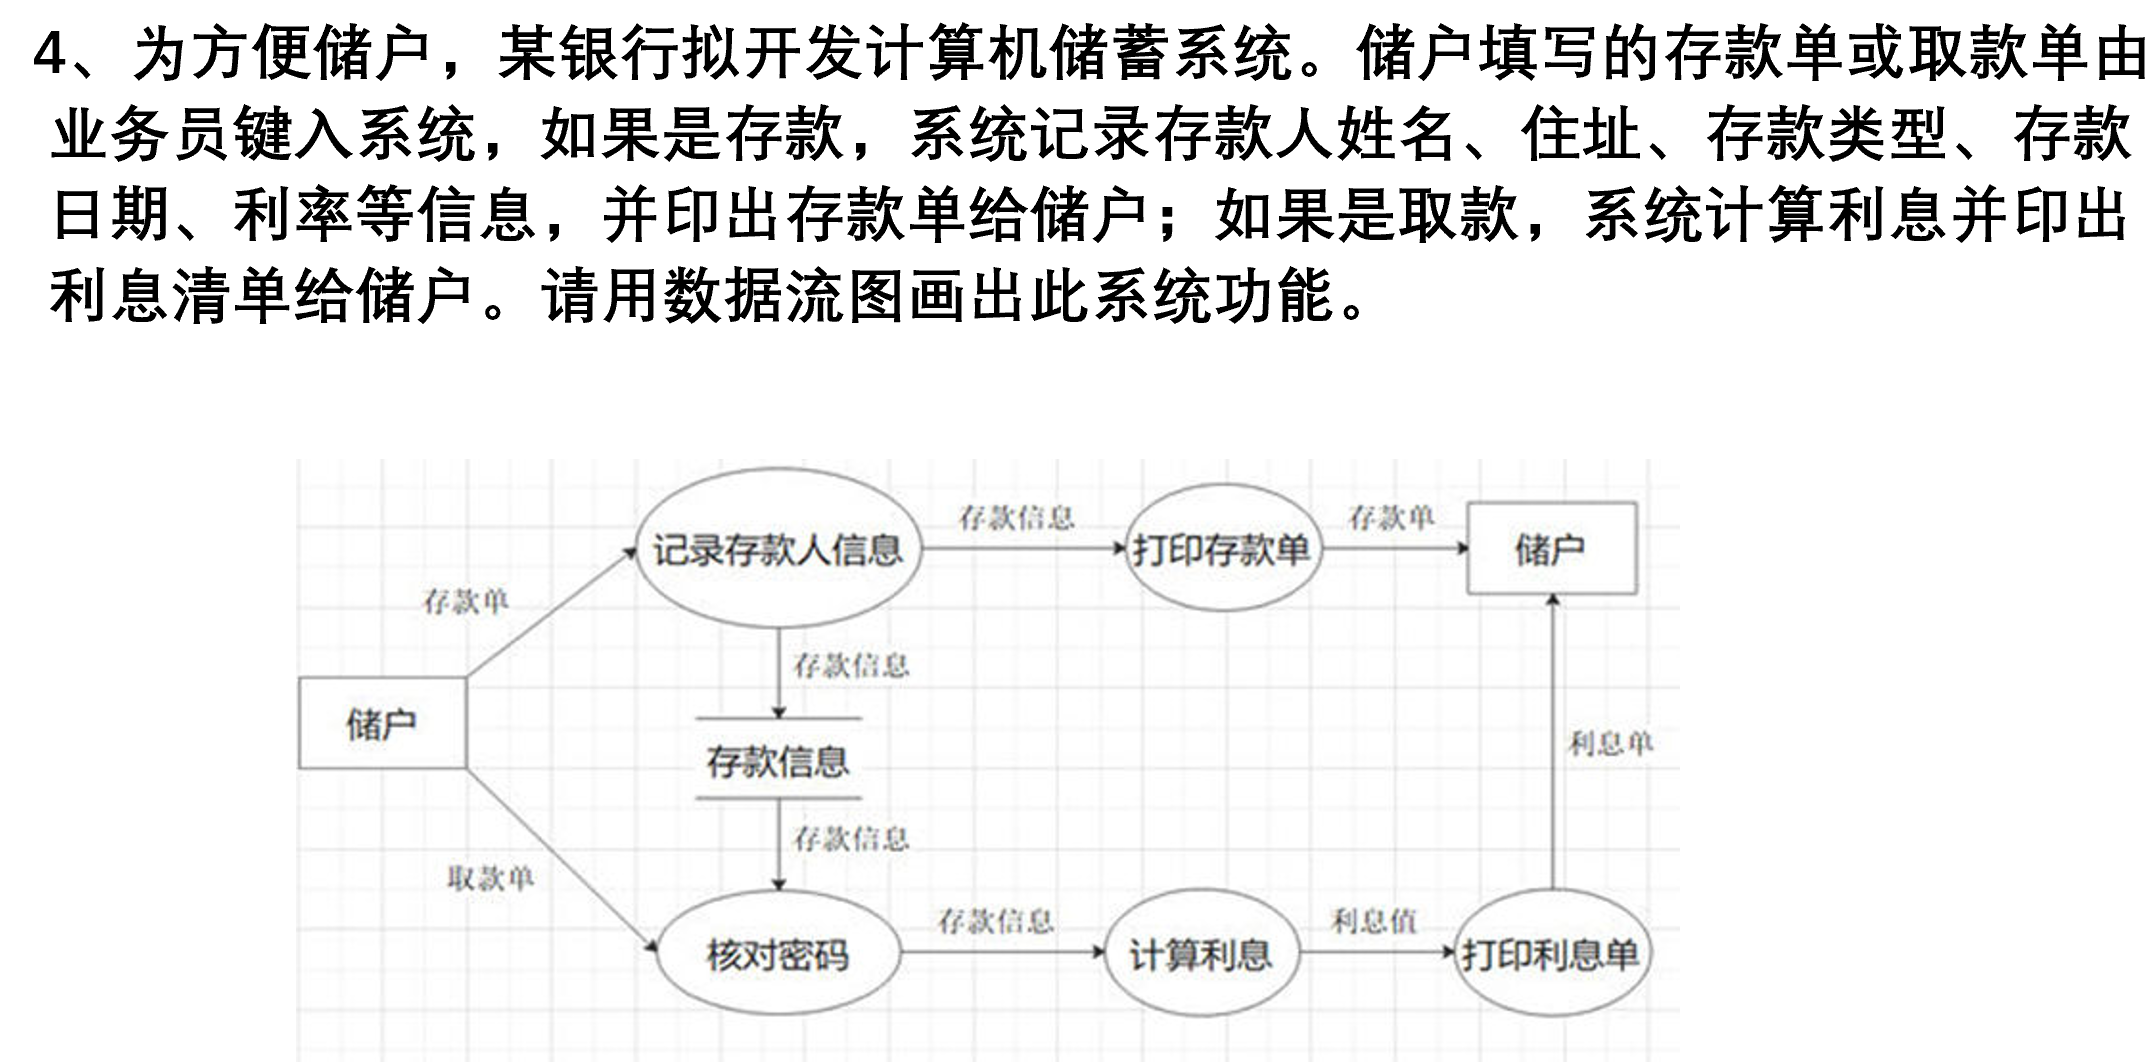 4、为方便储户，某银行拟开发计算机储蓄系统。储户填写的存款单或取款单由
业务员键入系统，如果是存款，系统记录存款人姓名、住址、存款类型、存款
日期、利率等信息，并印出存款单给储户；如果是取款，系统计算利息并印出
利息清单给储户。请用数据流图画出此系统功能。
存款信息
存款单
记录存款人信息
打印存款单
储户
存款单
存款信息
储户
利息单
存款信息
存款信息
取款单
存款信息
利息值
核对密码
计算利息
打印利息单